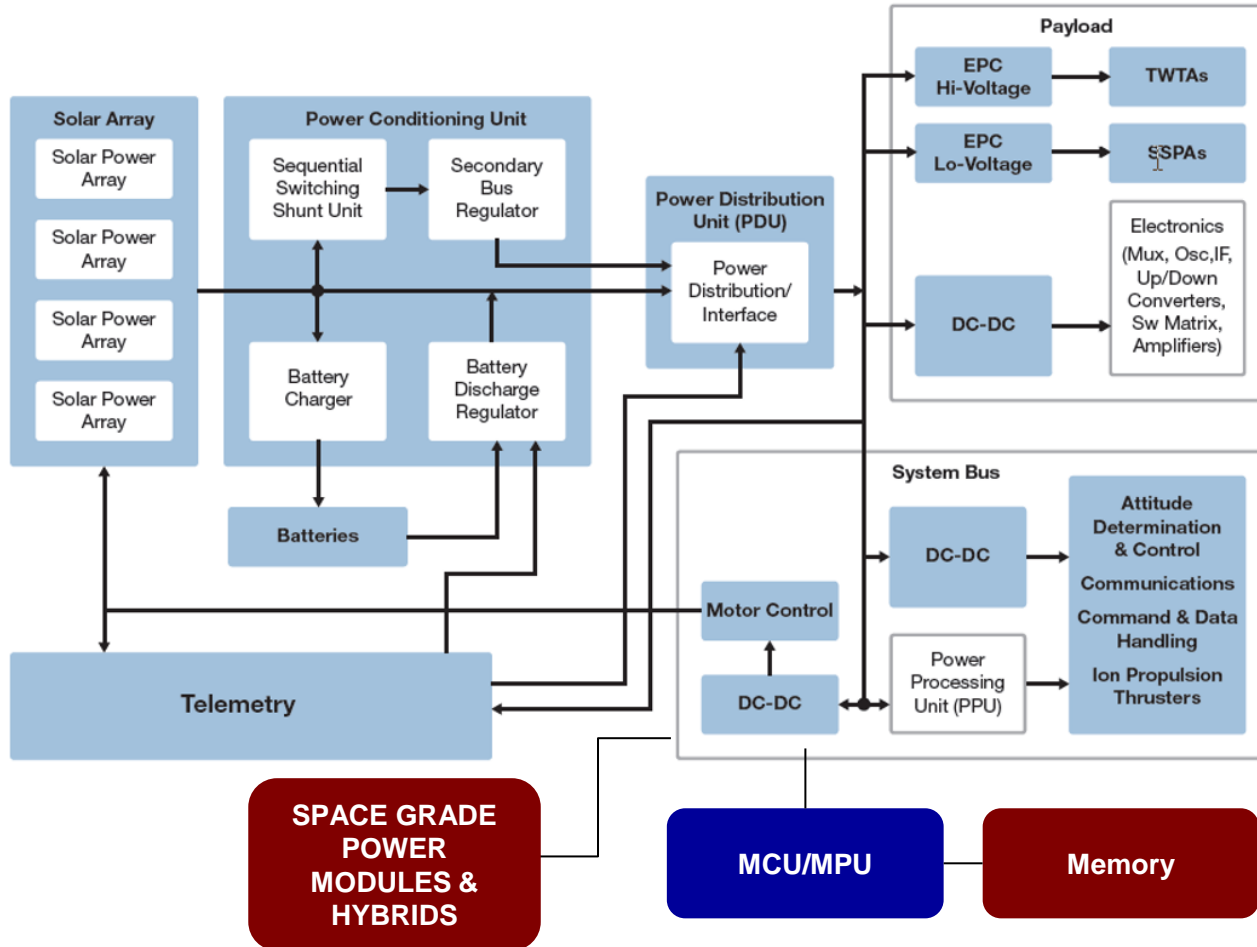 Solar Array
Solar Power
Array
Solar Power
Array
Solar Power
Array
Solar Power
Array
Power Conditioning Unit
Sequential
Switching
Shunt Unit
Secondary
Bus
Regulator
Battery
Charger
Battery
Discharge
Regulator
Batteries
Telemetry
Power Distribution
Unit (PDU)
Power
Distribution/
Interface
Payload
EPC
Hi-Voltage
TWTAs
EPC
Lo-Voltage
SSPAs
DC-DC
Electronics
(Mux, Osc,IF,
Up/Down
Converters,
Sw Matrix,
Amplifiers)
System Bus
DC-DC
Attitude
Determination
& Control
Communications
Command & Data
Handling
Ion Propulsion
Thrusters
Motor Control
DC-DC
Power
Processing
Unit (PPU)
SPACE GRADE
POWER
MODULES &
HYBRIDS
MCU/MPU
Memory